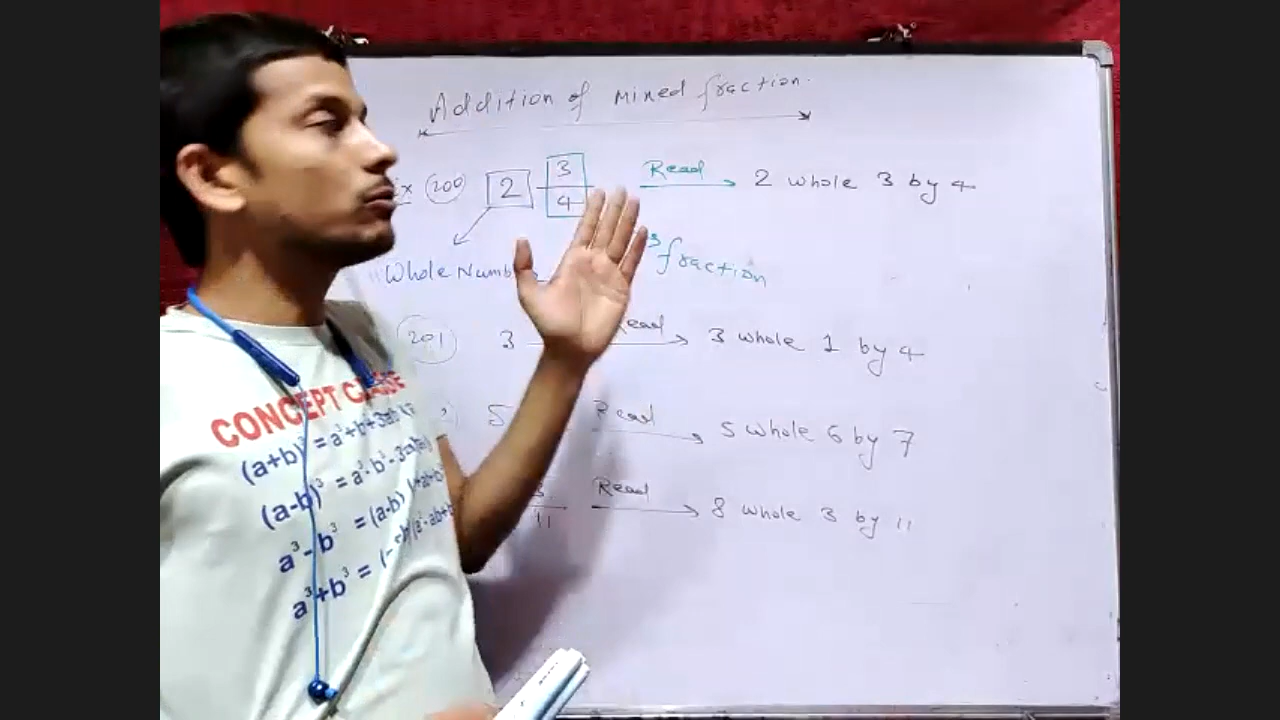 Addition of Mixed fraction.
x 200 2 3/4 Read 2 whole 3 by 4
Whole fraction
201 3 Read 3 whole 1 by 4
5 Read 5 whole 6 by 7
11 Read 8 whole 3 by 11
CONCEPT
(a+b)³ = a³+b³+3ab
(a-b)³ = a³-b³-3ab
a³-b³ = (a-b)
a³+b³ =